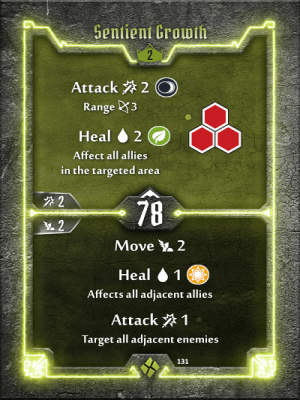 Sentient Growth
2
Attack 2
Range 3
Heal 2
Affect all allies
in the targeted area
2
78
2
Move 2
Heal 1
Affects all adjacent allies
Attack 1
Target all adjacent enemies
131